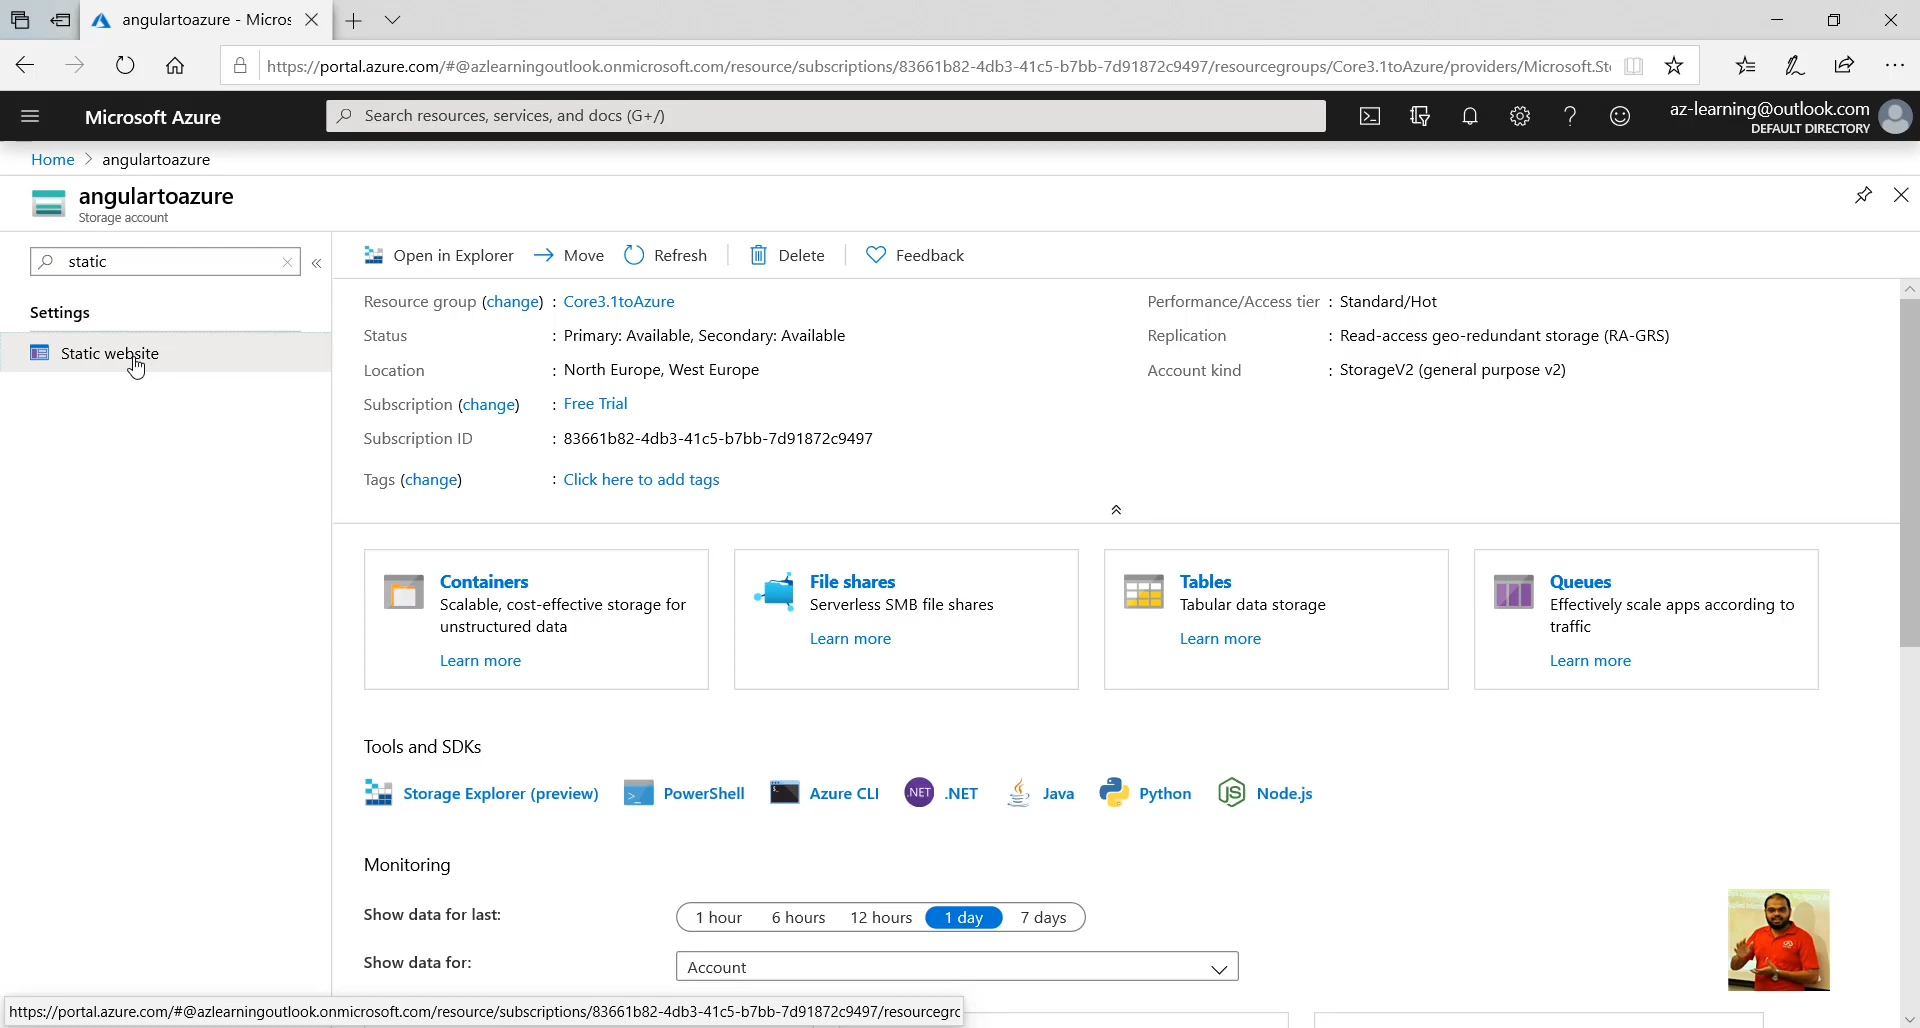 angulartoazure - Micros
https://portal.azure.com/#@azlearningoutlook.onmicrosoft.com/resource/subscriptions/83661b82-4db3-41c5-b7bb-7d91872c9497/resourcegroups/Core3.1toAzure/providers/Microsoft.St
Microsoft Azure
Search resources, services, and docs (G+/)
az-learning@outlook.com
DEFAULT DIRECTORY
Home > angulartoazure
angulartoazure
Storage account
static
Settings
Static website
Open in Explorer Move Refresh Delete Feedback
Resource group (change) : Core3.1toAzure
Status : Primary: Available, Secondary: Available
Location : North Europe, West Europe
Subscription (change) : Free Trial
Subscription ID : 83661b82-4db3-41c5-b7bb-7d91872c9497
Tags (change) : Click here to add tags
Performance/Access tier : Standard/Hot
Replication : Read-access geo-redundant storage (RA-GRS)
Account kind : StorageV2 (general purpose v2)
Containers
Scalable, cost-effective storage for
unstructured data
Learn more
File shares
Serverless SMB file shares
Learn more
Tables
Tabular data storage
Learn more
Queues
Effectively scale apps according to
traffic
Learn more
Tools and SDKs
Storage Explorer (preview) PowerShell Azure CLI .NET Java Python Node.js
Monitoring
Show data for last: 1 hour 6 hours 12 hours 1 day 7 days
Show data for: Account
https://portal.azure.com/#@azlearningoutlook.onmicrosoft.com/resource/subscriptions/83661b82-4db3-41c5-b7bb-7d91872c9497/resourcegrc